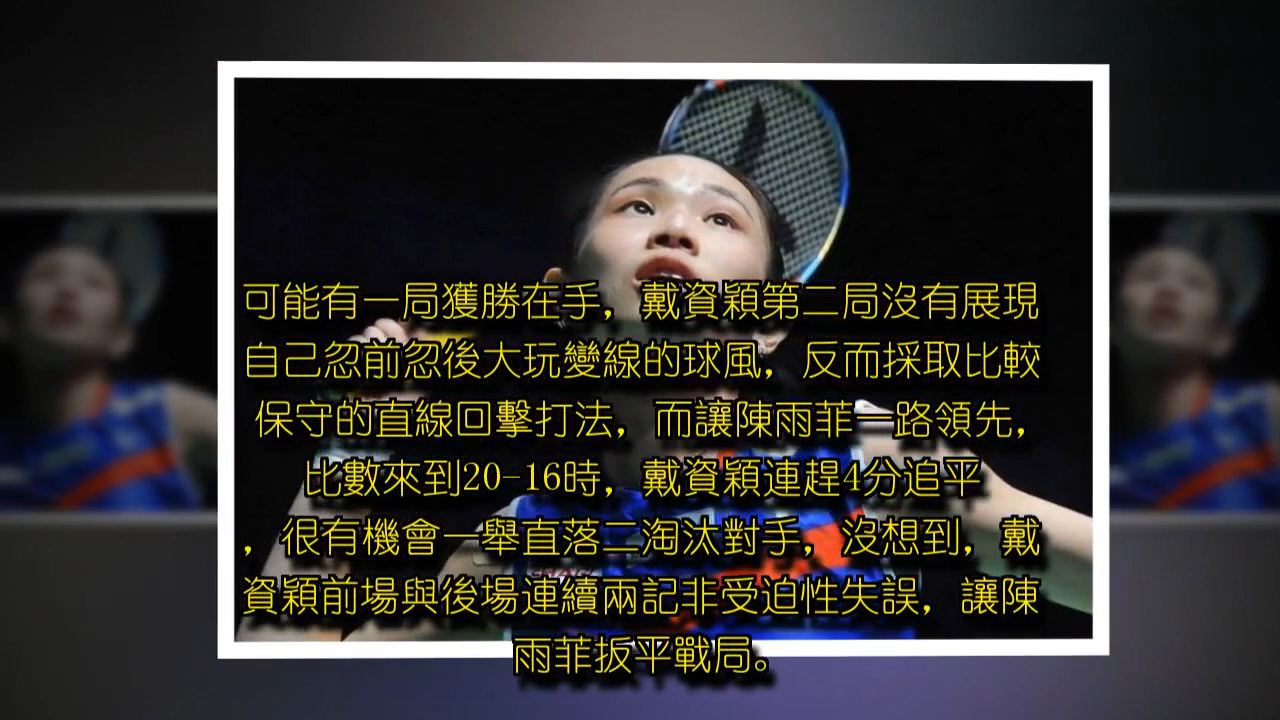 可能有一局獲勝在手，戴資穎第二局沒有展現
自己忽前忽後大玩變線的球風，反而採取比較
保守的直線回擊打法，而讓陳雨菲一路領先，
比數來到20-16時，戴資穎連趕4分追平
，很有機會一舉直落二淘汰對手，沒想到，戴
資穎前場與後場連續兩記非受迫性失誤，讓陳
雨菲扳平戰局。